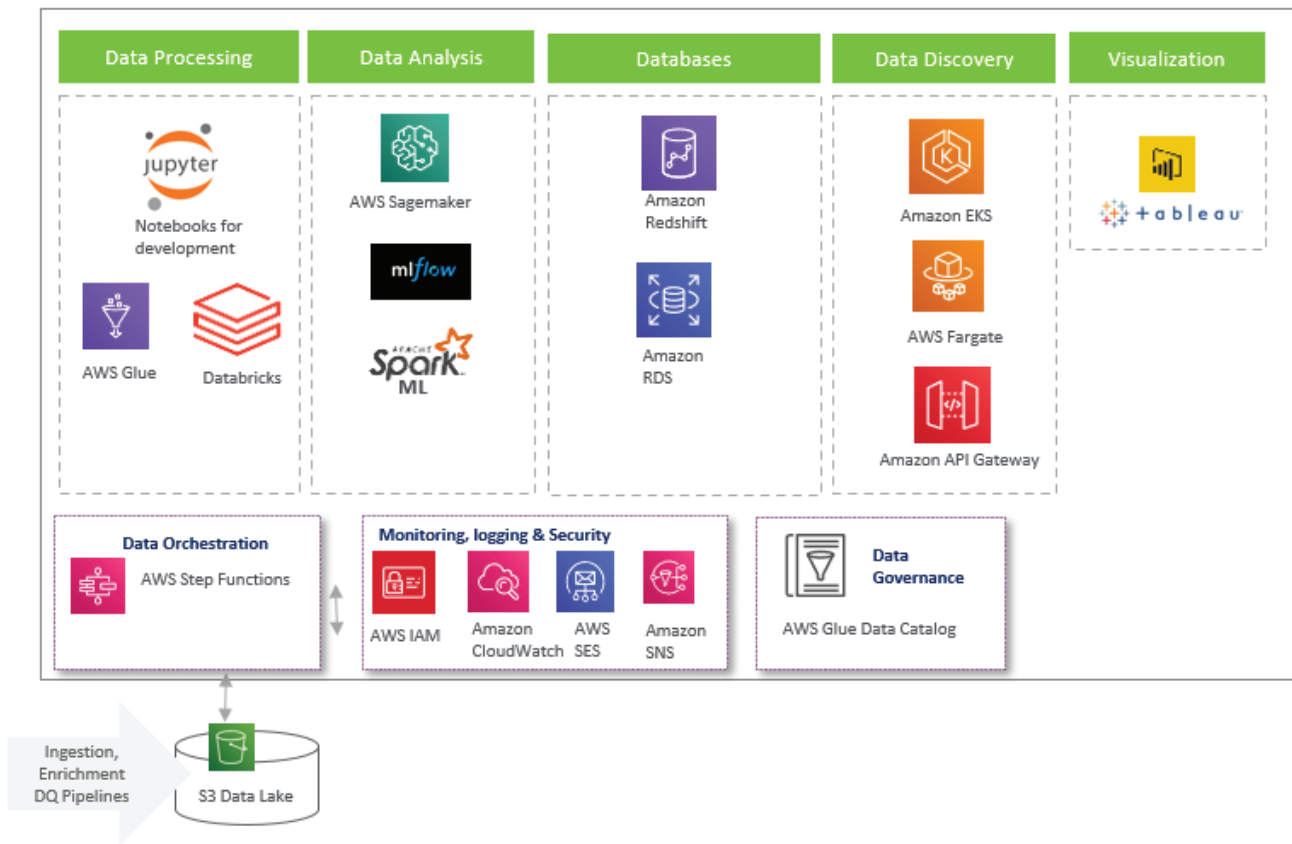 Data Processing
Data Analysis
Databases
Data Discovery
Visualization
jupyter
Notebooks for
development
AWS Glue
Databricks
AWS Sagemaker
mlflow
APACHE
Spark
ML
Amazon
Redshift
Amazon
RDS
K
Amazon EKS
AWS Fargate
</>
Amazon API Gateway
+ableau
Data Orchestration
AWS Step Functions
Monitoring, logging & Security
AWS IAM
Amazon
CloudWatch
AWS
SES
Amazon
SNS
Data
Governance
AWS Glue Data Catalog
Ingestion,
Enrichment
DQ Pipelines
S3 Data Lake